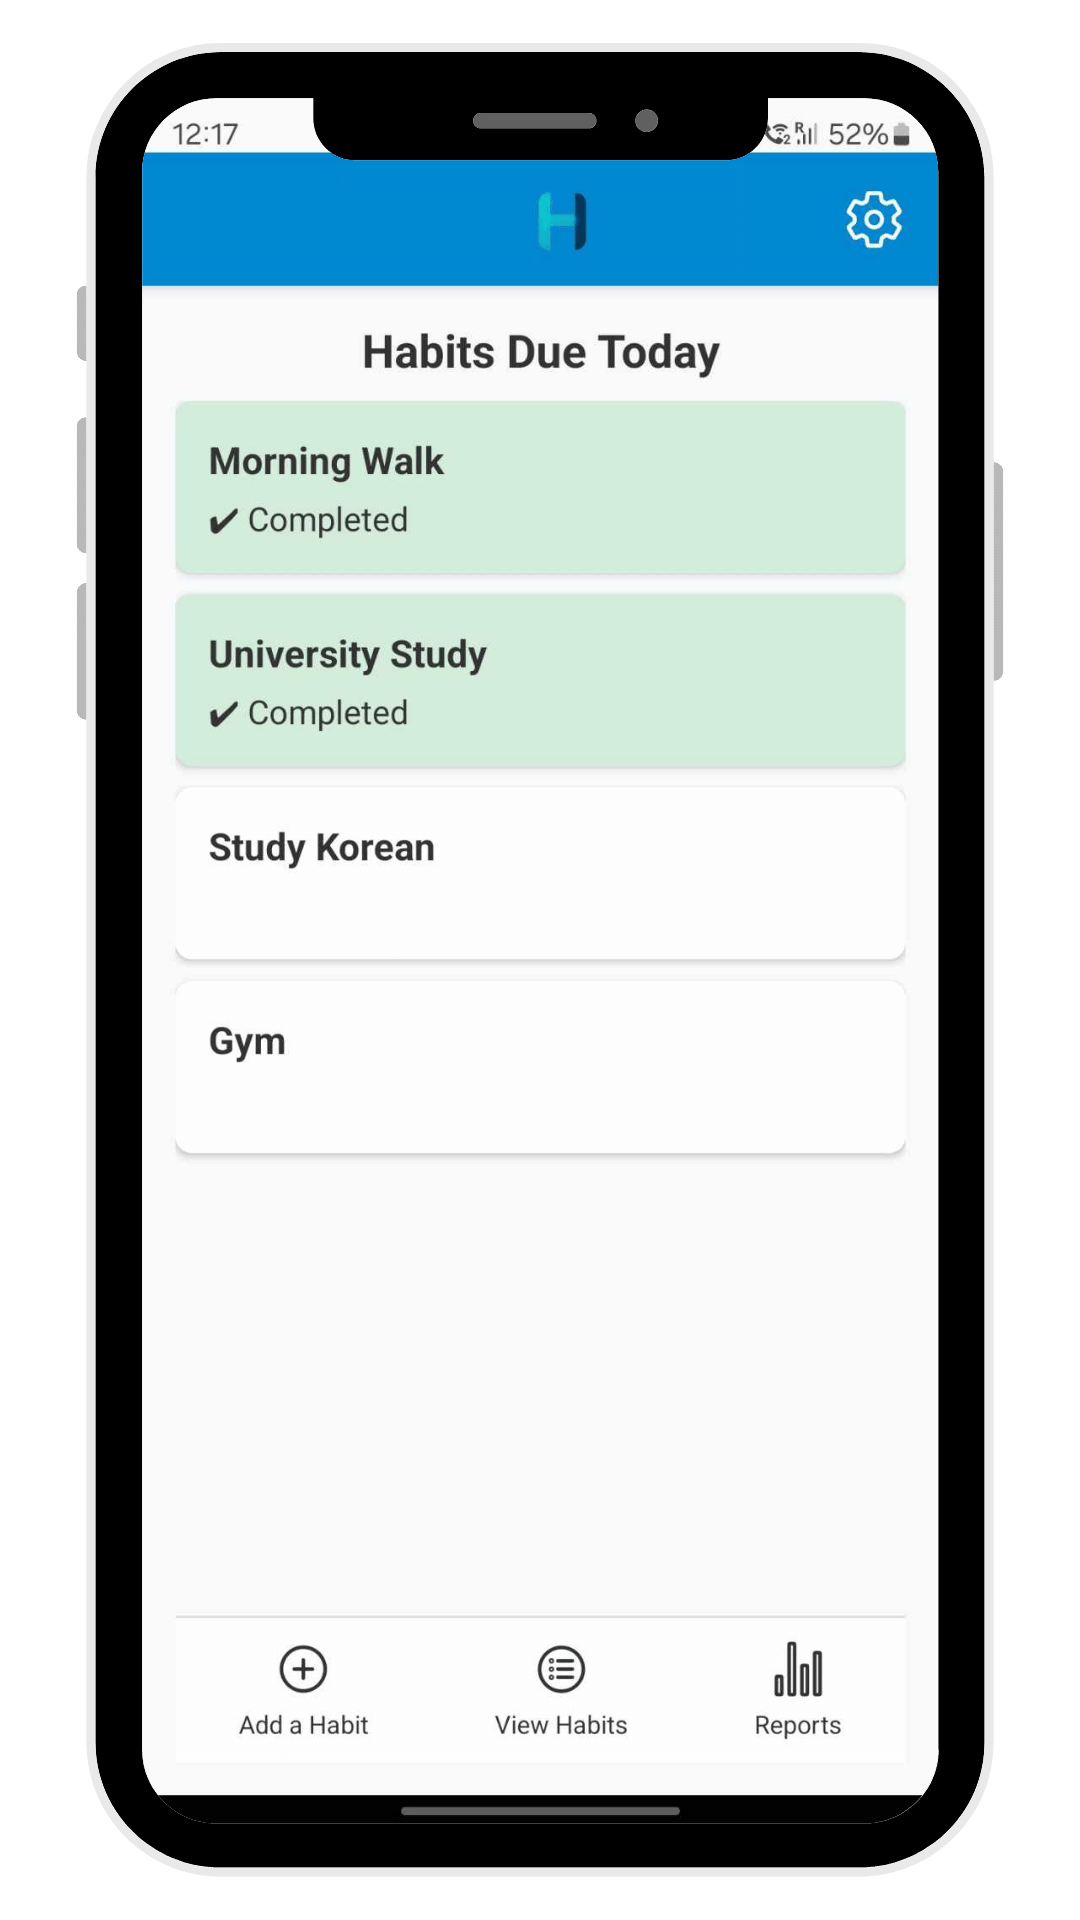 12:17
52%
H
Habits Due Today
Morning Walk
✔ Completed
University Study
✔ Completed
Study Korean
Gym
Add a Habit
View Habits
Reports